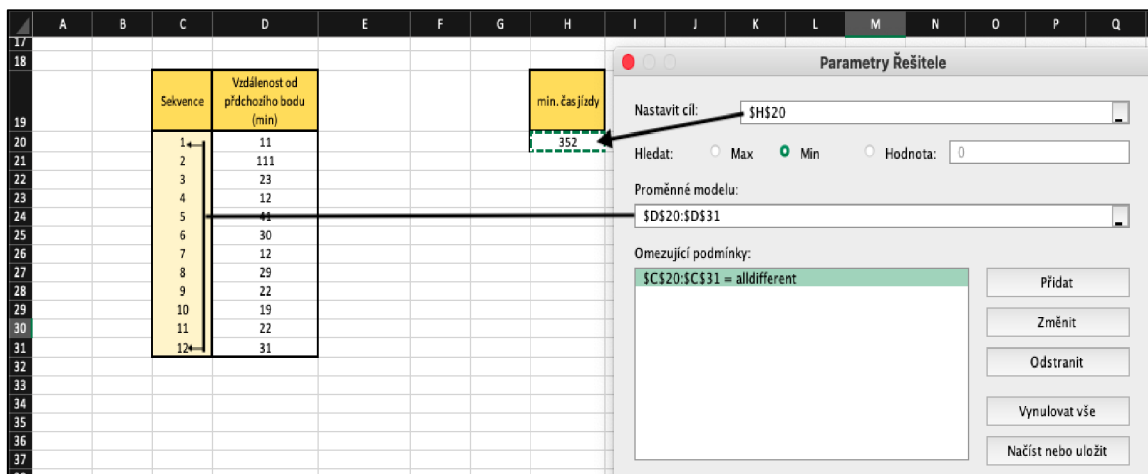 A B C D E F G H I J K L M N O P Q
17
18
19 Sekvence Vzdálenost od
přdchozího bodu
(min) min. čas jízdy
20 1 11 352
21 2 111
22 3 23
23 4 12
24 5 41
25 6 30
26 7 12
27 8 29
28 9 22
29 10 19
30 11 22
31 12 31
32
33
34
35
36
37
Parametry Řešitele
Nastavit cíl: $H$20
Hledat: Max Min Hodnota: 0
Proměnné modelu:
$D$20:$D$31
Omezující podmínky:
$C$20:$C$31 = alldifferent
Přidat
Změnit
Odstranit
Vynulovat vše
Načíst nebo uložit